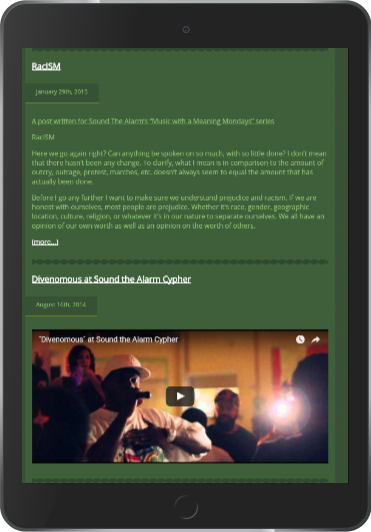 RacISM
January 29th, 2015
A post written for Sound The Alarm's "Music with a Meaning Mondays" series
RacISM
Here we go again right? Can anything be spoken on so much, with so little done? I don't mean
that there hasn't been any change. To clarify, what I mean is in comparison to the amount of
outcry, outrage, protest, marches, etc. doesn't always seem to equal the amount that has
actually been done.
Before I go any further I want to make sure we understand prejudice and racism. If we are
honest with ourselves, most people are prejudice. Whether it's race, gender, geographic
location, culture, religion, or whatever it's in our nature to separate ourselves. We all have an
opinion of our own worth as well as an opinion on the worth of others.
[more...]
Divenomous at Sound the Alarm Cypher
August 16th, 2014
"Divenomous" at Sound the Alarm Cypher